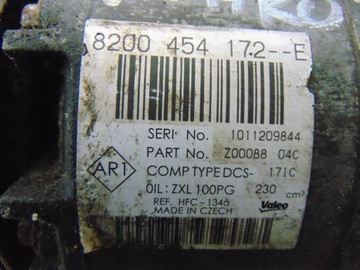 8200 454 172--E
SERI No. 1011209844
PART No. Z00088 04C
AR1
COMP TYPE DCS-171C
OIL: ZXL 100PG 230 cm³
REF. HFC-134a
MADE IN CZECH
Valeo